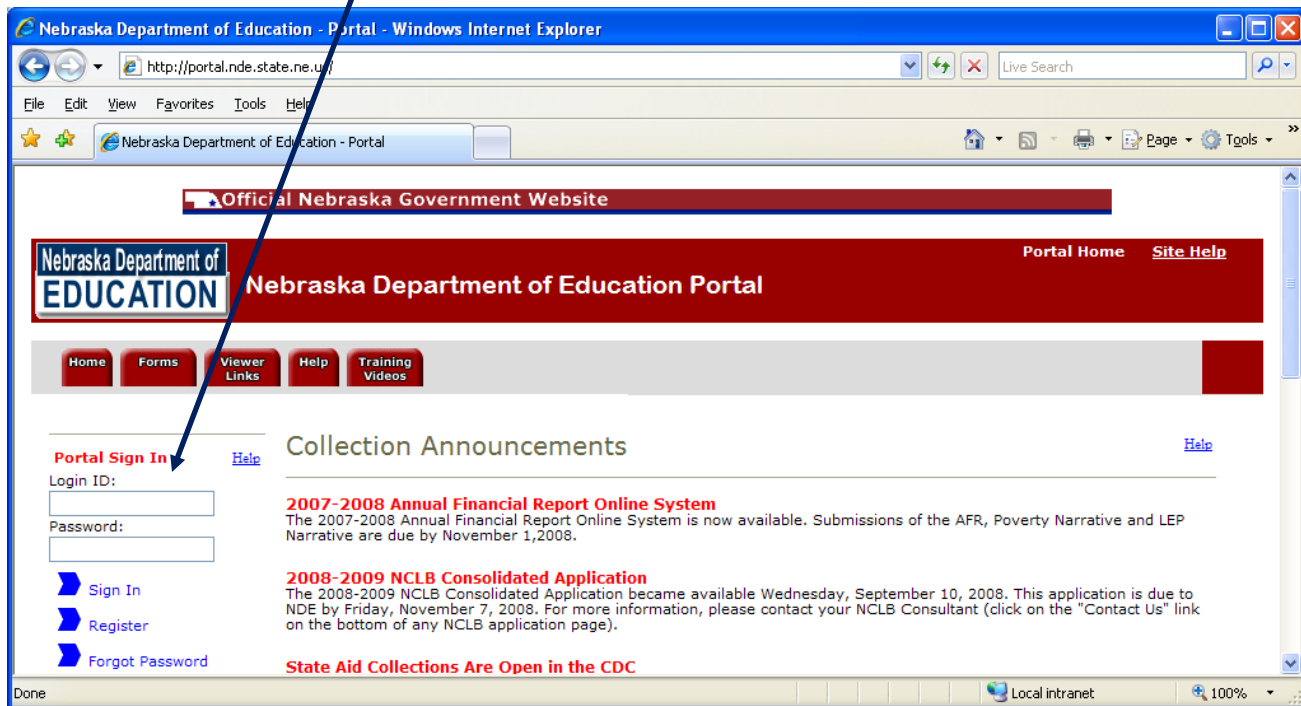 Nebraska Department of Education - Portal - Windows Internet Explorer
http://portal.nde.state.ne.us/
Live Search
File Edit View Favorites Tools Help
Nebraska Department of Education - Portal
Page Tools »
Official Nebraska Government Website
Portal Home Site Help
Nebraska Department of
EDUCATION
Nebraska Department of Education Portal
Home Forms Viewer Links Help Training Videos
Portal Sign In Help
Login ID:
Password:
Sign In
Register
Forgot Password
Collection Announcements Help
2007-2008 Annual Financial Report Online System
The 2007-2008 Annual Financial Report Online System is now available. Submissions of the AFR, Poverty Narrative and LEP
Narrative are due by November 1,2008.
2008-2009 NCLB Consolidated Application
The 2008-2009 NCLB Consolidated Application became available Wednesday, September 10, 2008. This application is due to
NDE by Friday, November 7, 2008. For more information, please contact your NCLB Consultant (click on the "Contact Us" link
on the bottom of any NCLB application page).
State Aid Collections Are Open in the CDC
Done Local intranet 100%